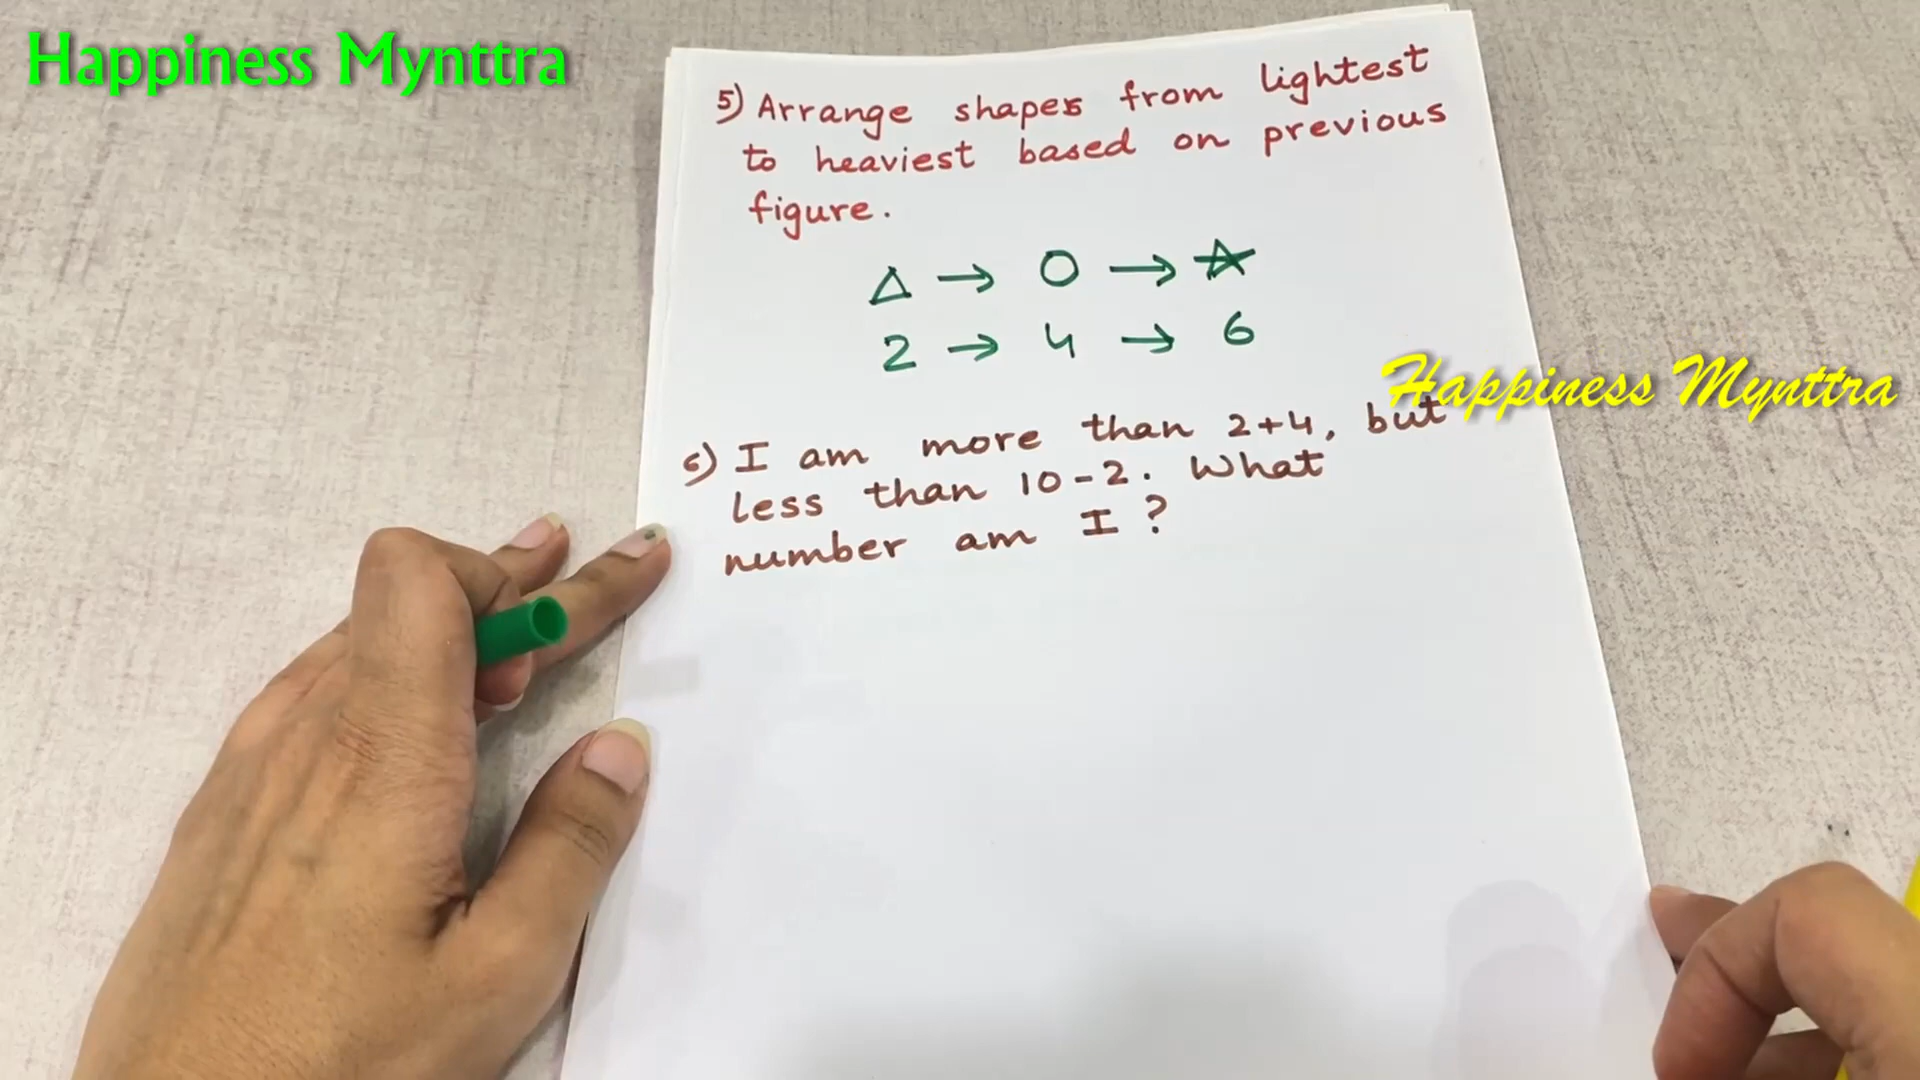 Happiness Mynttra
5) Arrange shapes from lightest
to heaviest based on previous
figure.
△ → O → ☆
2 → 4 → 6
Happiness Mynttra
6) I am more than 2+4, but
less than 10-2. What
number am I?